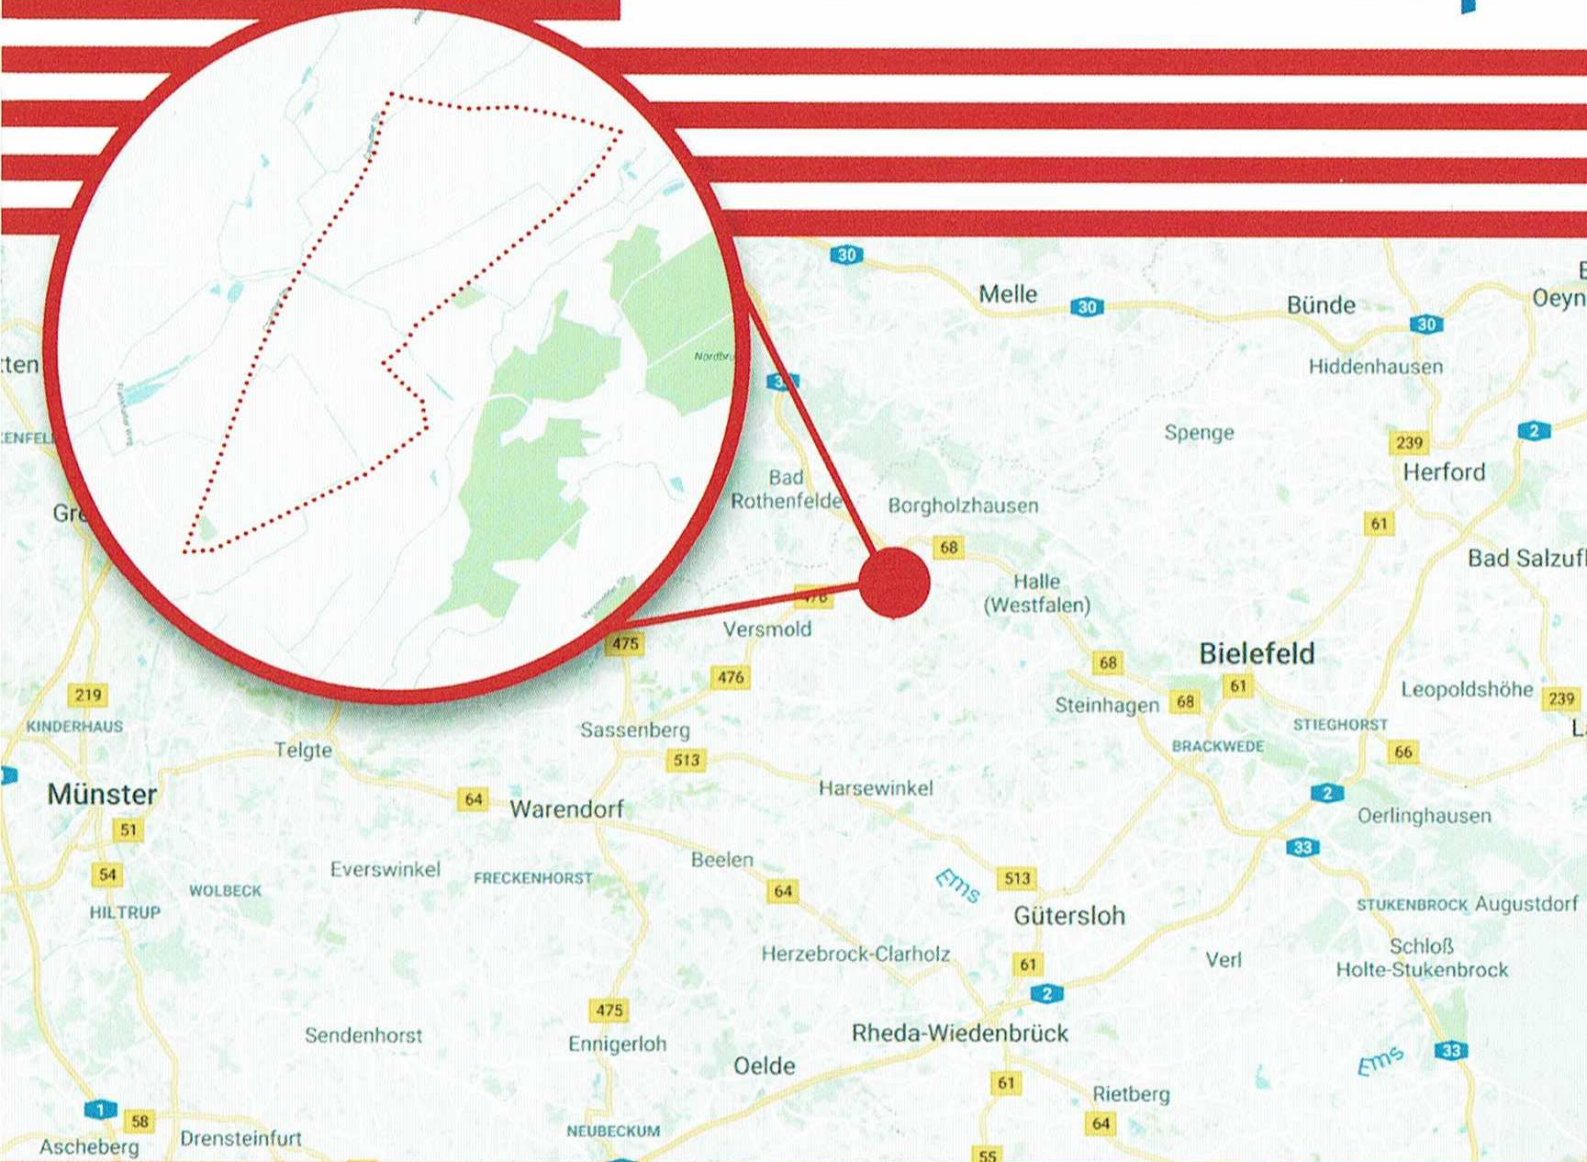 30
Melle
30
Bünde
30
Oeyn
Hiddenhausen
tten
Nordbru
Spenge
239
2
Herford
Bad
Rothenfelde
Borgholzhausen
61
68
Bad Salzufl
Halle
(Westfalen)
Versmold
475
476
Bielefeld
68
61
68
Steinhagen
Leopoldshöhe
239
219
KINDERHAUS
Sassenberg
STIEGHORST
BRACKWEDE
66
Telgte
513
Harsewinkel
Münster
64
Warendorf
2
Oerlinghausen
51
33
54
Everswinkel
FRECKENHORST
Beelen
64
WOLBECK
HILTRUP
Ems
513
Gütersloh
STUKENBROCK
Augustdorf
Herzebrock-Clarholz
61
Verl
Schloß
Holte-Stukenbrock
2
475
Sendenhorst
Ennigerloh
Rheda-Wiedenbrück
Oelde
Ems
33
61
Rietberg
64
1
58
Ascheberg
Drensteinfurt
NEUBECKUM
55